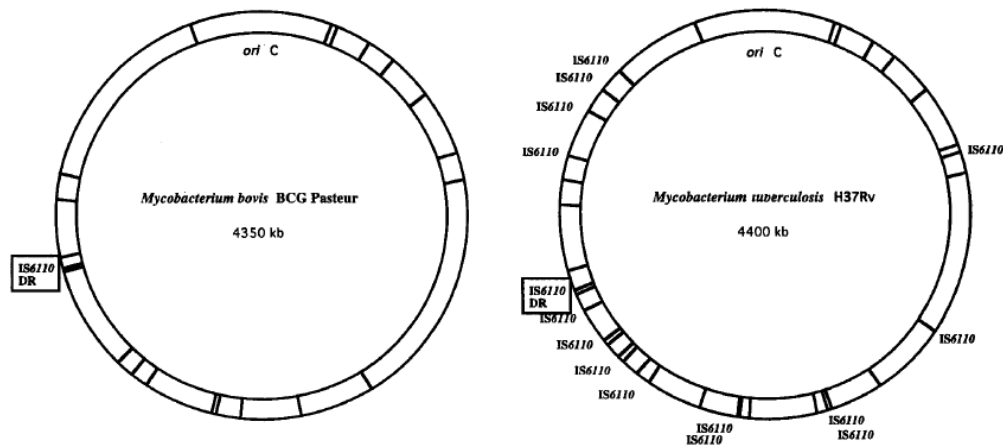 ori C
Mycobacterium bovis BCG Pasteur
4350 kb
IS6110
DR
ori C
IS6110
IS6110
IS6110
IS6110
IS6110
Mycobacterium tuberculosis H37Rv
4400 kb
IS6110
DR
IS6110
IS6110
IS6110
IS6110
IS6110
IS6110
IS6110
IS6110
IS6110